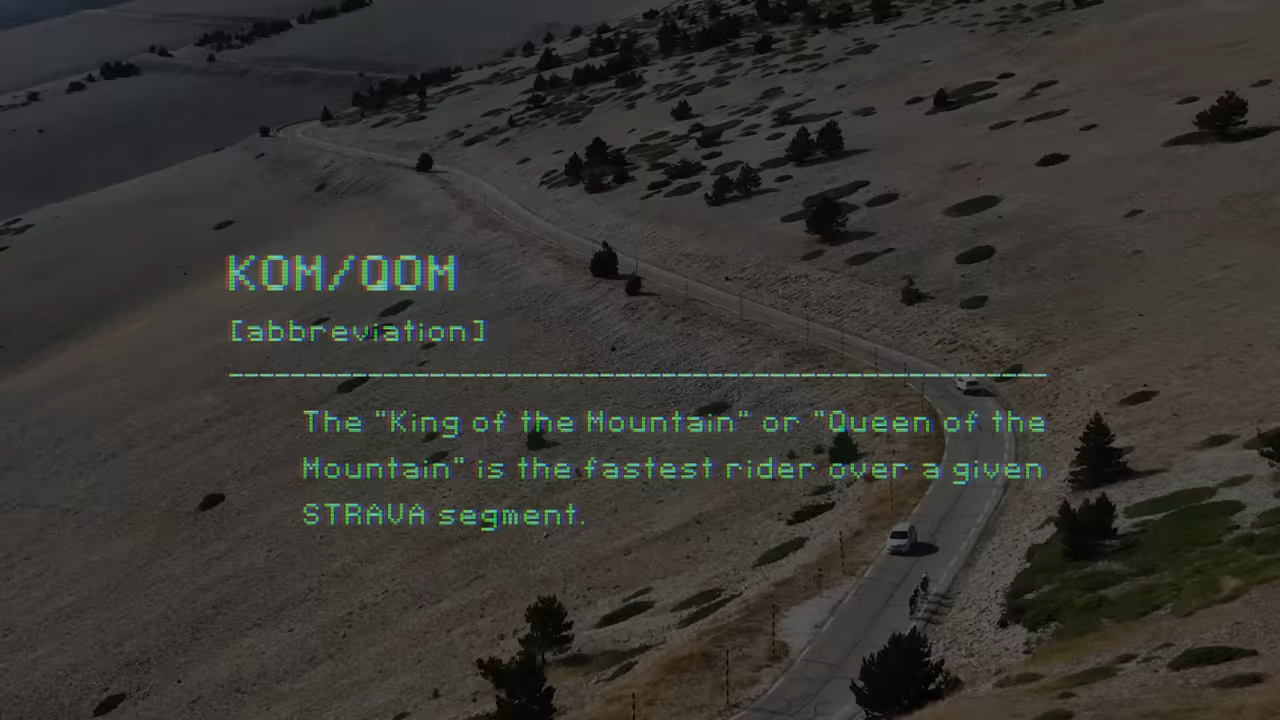 KOM/QOM
[abbreviation]
The "King of the Mountain" or "Queen of the
Mountain" is the fastest rider over a given
STRAVA segment.